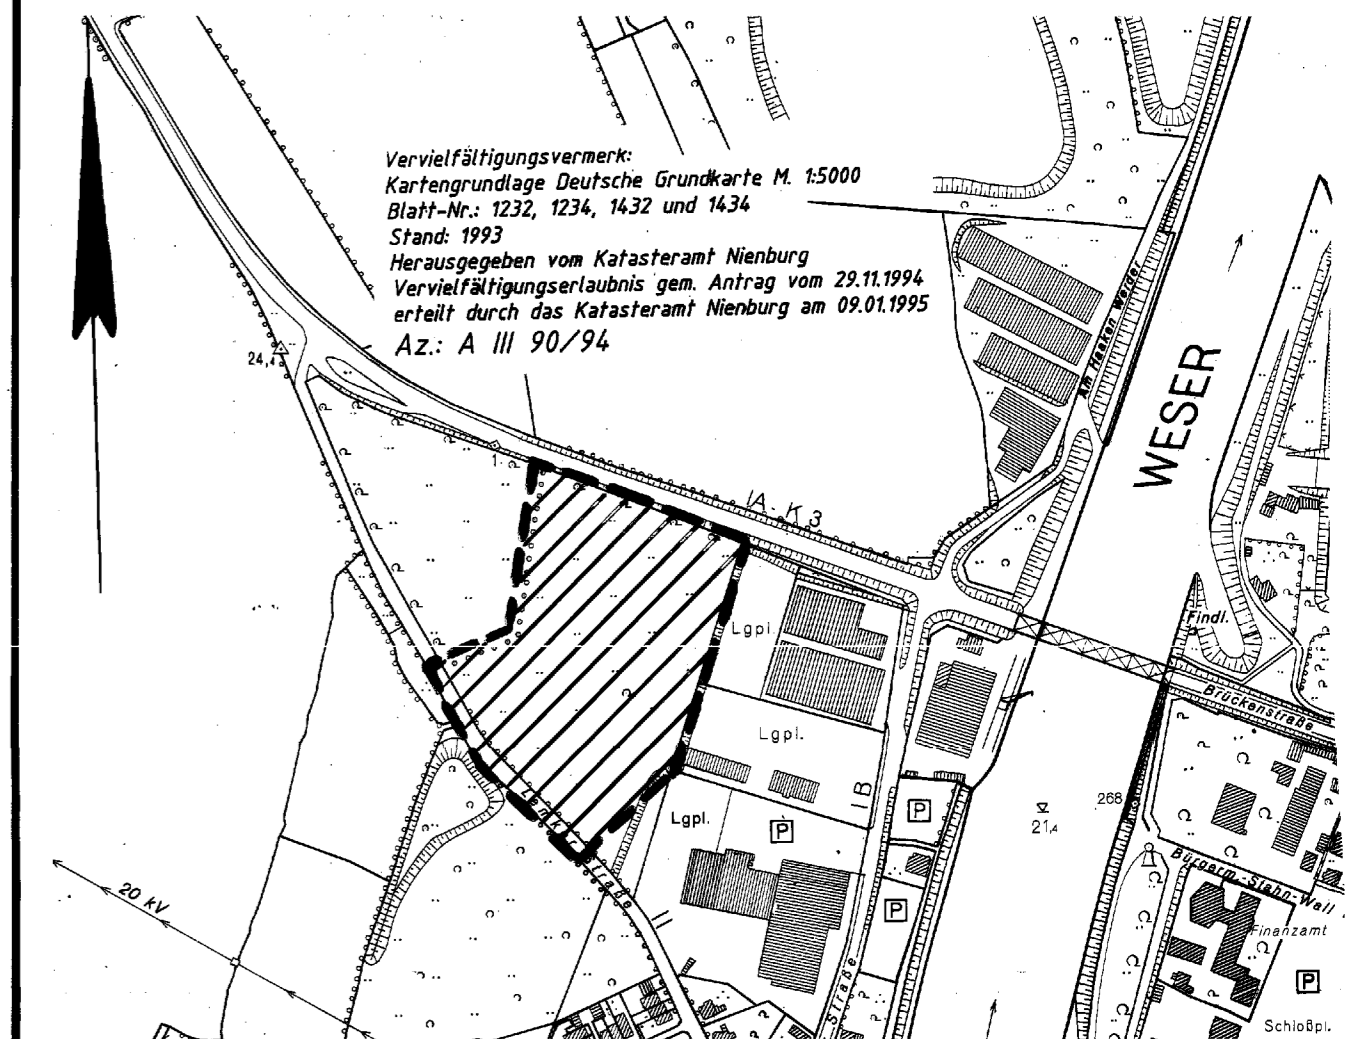 Vervielfältigungsvermerk:
Kartengrundlage Deutsche Grundkarte M. 1:5000
Blatt-Nr.: 1232, 1234, 1432 und 1434
Stand: 1993
Herausgegeben vom Katasteramt Nienburg
Vervielfältigungserlaubnis gem. Antrag vom 29.11.1994
erteilt durch das Katasteramt Nienburg am 09.01.1995
Az.: A III 90/94
24,4
Am Haaken Werder
WESER
IA - K 3
Lgpl.
Findl.
Brückenstraße
Lgpl.
IB
Lgpl.
P
P
268
21,4
Bürgerm.-Stahn-Wall
20 kV
P
Finanzamt
Straße
P
Schloßpl.